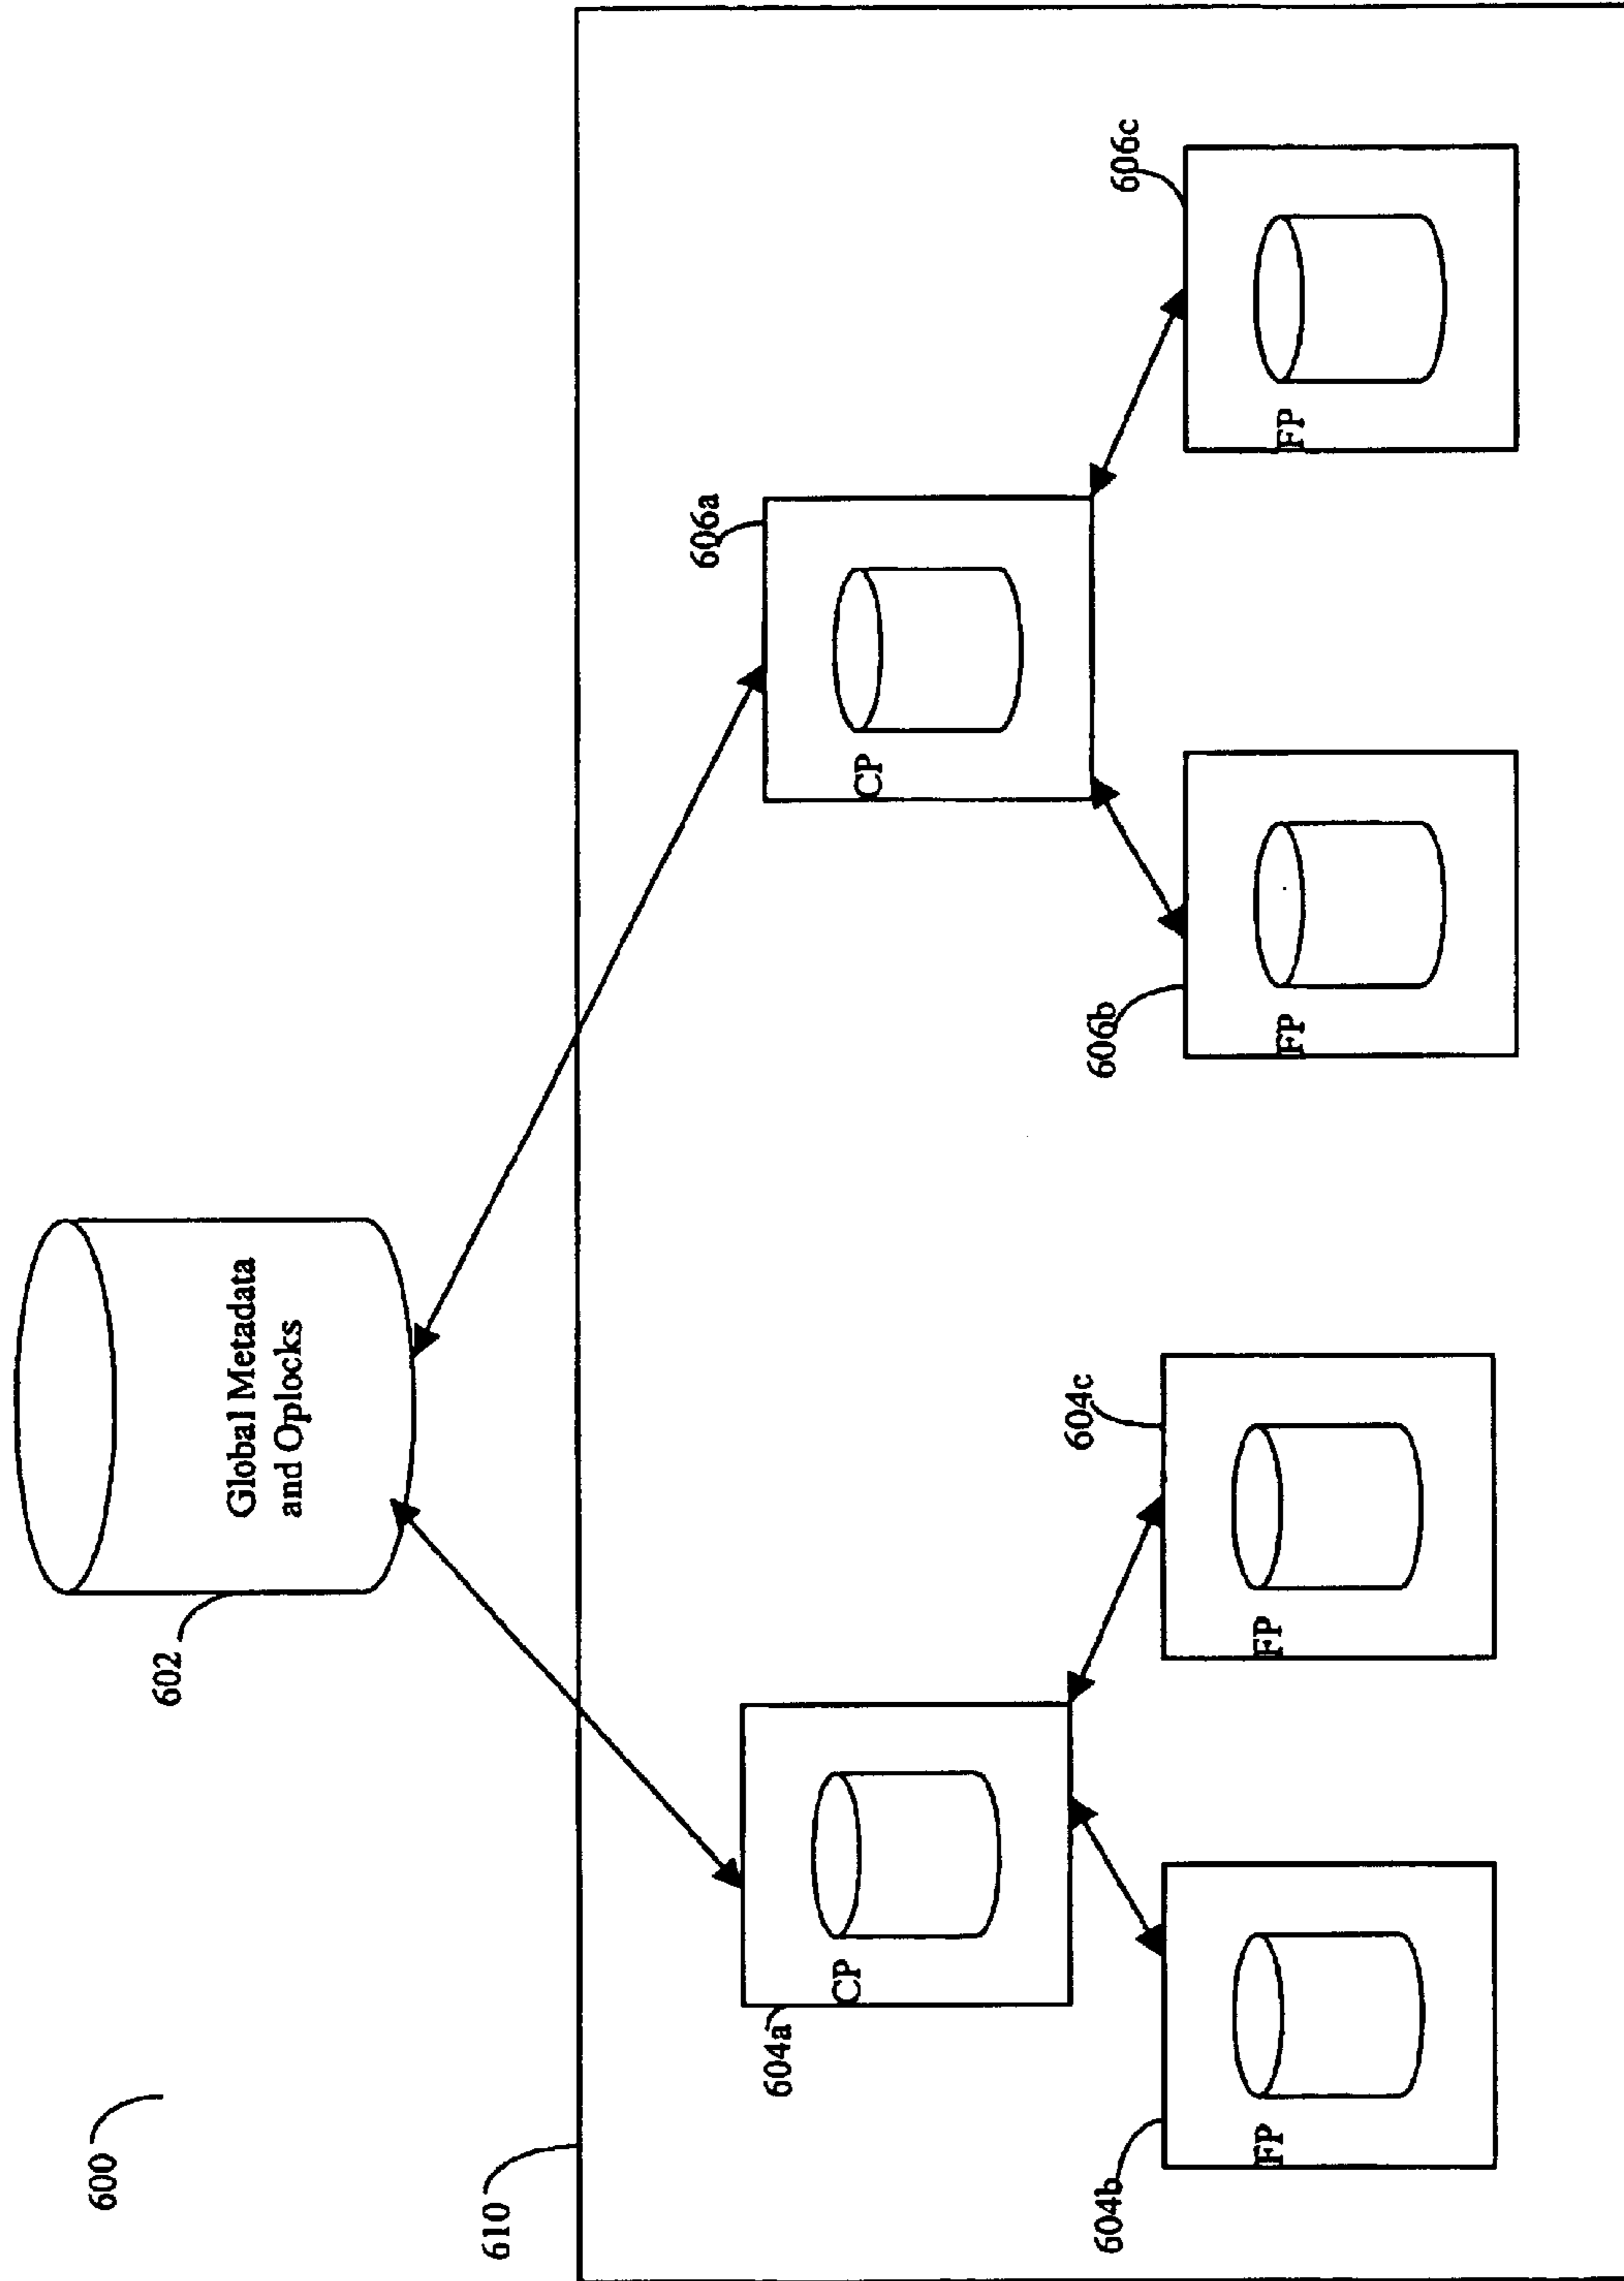 600
602
Global Metadata
and Oplocks
610
604a
CP
606a
CP
604b
FP
604c
FP
606b
FP
606c
FP